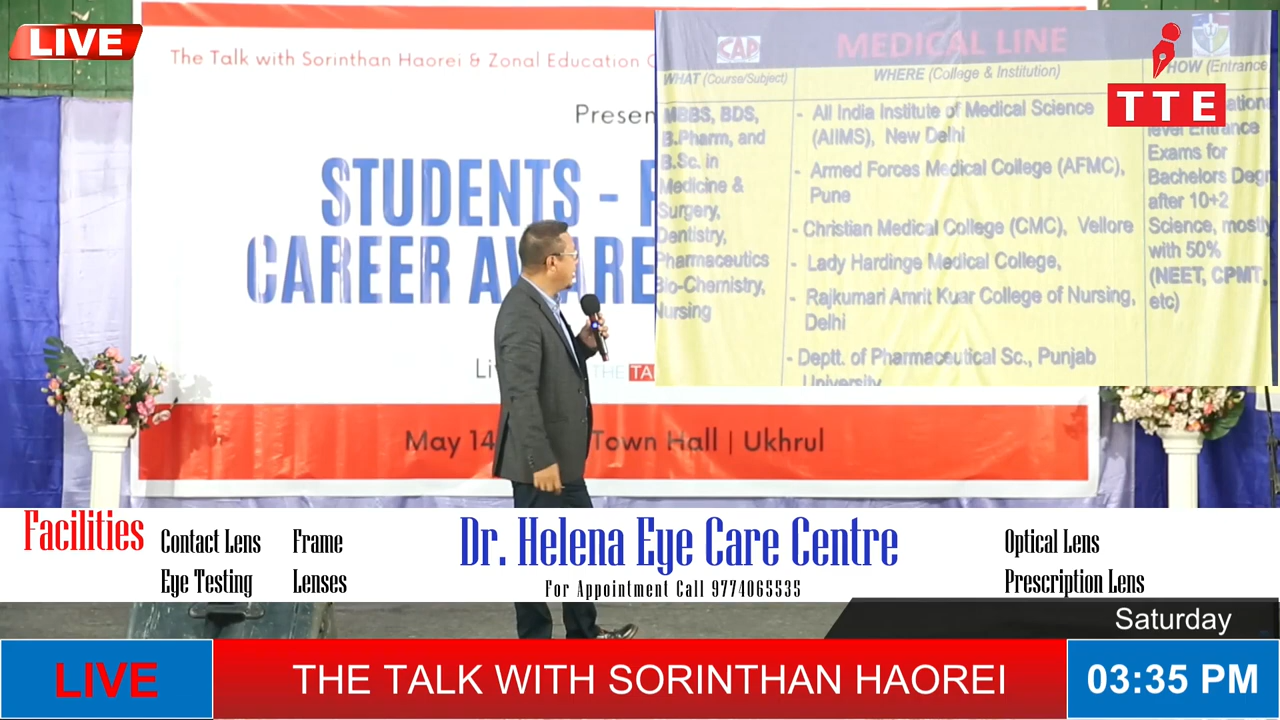 LIVE
The Talk with Sorinthan Haorei & Zonal Education
Presen
STUDENTS -
CAREER AWARE
Li
THE TA
May 14
Town Hall | Ukhrul
CAP
MEDICAL LINE
WHAT (Course/Subject)
WHERE (College & Institution)
HOW (Entrance
MBBS, BDS,
B.Pharm, and
B.Sc. in
Medicine &
Surgery,
Dentistry,
Pharmaceutics
Bio-Chemistry,
Nursing
- All India Institute of Medical Science
(AIIMS), New Delhi
- Armed Forces Medical College (AFMC),
Pune
- Christian Medical College (CMC), Vellore
- Lady Hardinge Medical College,
- Rajkumari Amrit Kuar College of Nursing,
Delhi
- Deptt. of Pharmaceutical Sc., Punjab
University
level Entrance
Exams for
Bachelors Degr
after 10+2
Science, mostly
with 50%
(NEET, CPMT,
etc)
TTE
Facilities
Contact Lens
Frame
Eye Testing
Lenses
Dr. Helena Eye Care Centre
For Appointment Call 9774065535
Optical Lens
Prescription Lens
Saturday
LIVE
THE TALK WITH SORINTHAN HAOREI
03:35 PM